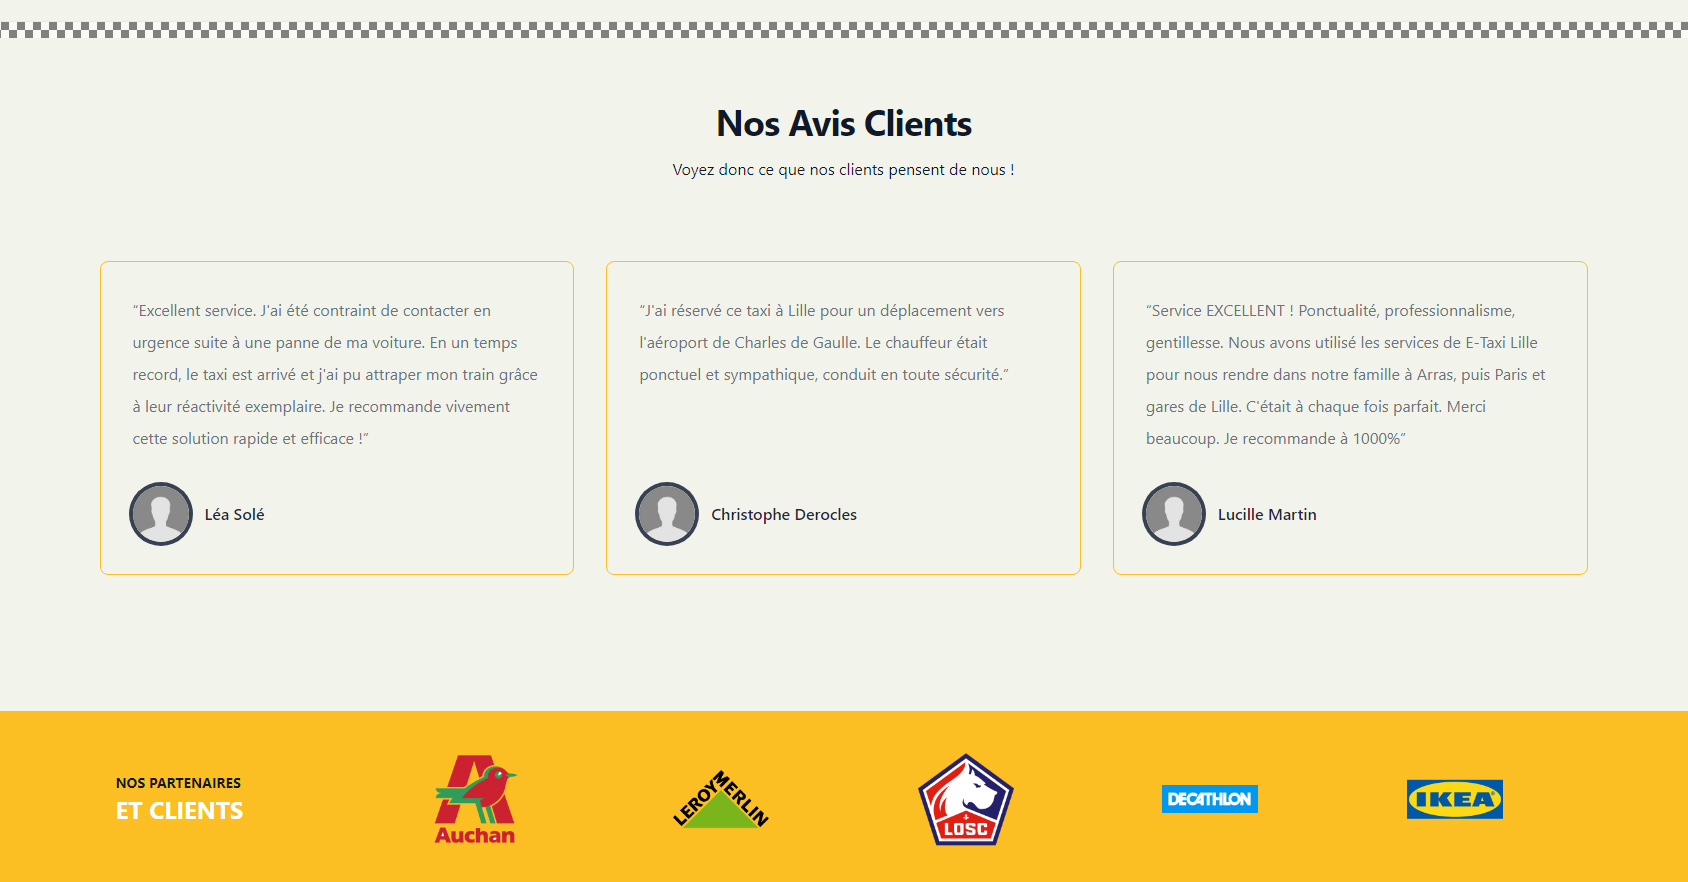 Nos Avis Clients
Voyez donc ce que nos clients pensent de nous !
“Excellent service. J'ai été contraint de contacter en
urgence suite à une panne de ma voiture. En un temps
record, le taxi est arrivé et j'ai pu attraper mon train grâce
à leur réactivité exemplaire. Je recommande vivement
cette solution rapide et efficace !”
Léa Solé
“J'ai réservé ce taxi à Lille pour un déplacement vers
l'aéroport de Charles de Gaulle. Le chauffeur était
ponctuel et sympathique, conduit en toute sécurité.”
Christophe Derocles
“Service EXCELLENT ! Ponctualité, professionnalisme,
gentillesse. Nous avons utilisé les services de E-Taxi Lille
pour nous rendre dans notre famille à Arras, puis Paris et
gares de Lille. C'était à chaque fois parfait. Merci
beaucoup. Je recommande à 1000%”
Lucille Martin
NOS PARTENAIRES
ET CLIENTS
Auchan
LEROY MERLIN
LOSC
DECATHLON
IKEA